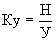 Ку = Н/У